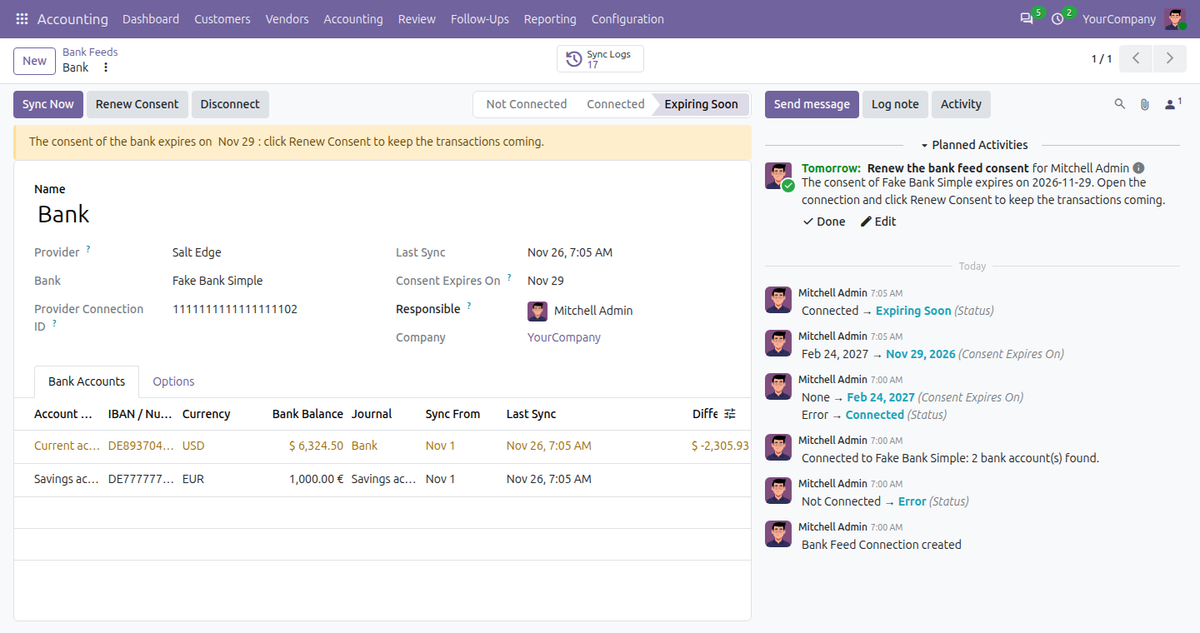 Accounting Dashboard Customers Vendors Accounting Review Follow-Ups Reporting Configuration 5 2 YourCompany
New
Bank Feeds
Bank
Sync Logs
17
1 / 1
Sync Now Renew Consent Disconnect
Not Connected Connected Expiring Soon
The consent of the bank expires on Nov 29 : click Renew Consent to keep the transactions coming.
Name
Bank
Provider ? Salt Edge
Bank Fake Bank Simple
Provider Connection ID ? 1111111111111111102
Last Sync Nov 26, 7:05 AM
Consent Expires On ? Nov 29
Responsible ? Mitchell Admin
Company YourCompany
Bank Accounts Options
Account ... IBAN / Nu... Currency Bank Balance Journal Sync From Last Sync Diffe
Current ac... DE893704... USD $ 6,324.50 Bank Nov 1 Nov 26, 7:05 AM $ -2,305.93
Savings ac... DE777777... EUR 1,000.00 € Savings ac... Nov 1 Nov 26, 7:05 AM
Send message Log note Activity 1
Planned Activities
Tomorrow: Renew the bank feed consent for Mitchell Admin
The consent of Fake Bank Simple expires on 2026-11-29. Open the
connection and click Renew Consent to keep the transactions coming.
Done Edit
Today
Mitchell Admin 7:05 AM
Connected → Expiring Soon (Status)
Mitchell Admin 7:05 AM
Feb 24, 2027 → Nov 29, 2026 (Consent Expires On)
Mitchell Admin 7:00 AM
None → Feb 24, 2027 (Consent Expires On)
Error → Connected (Status)
Mitchell Admin 7:00 AM
Connected to Fake Bank Simple: 2 bank account(s) found.
Mitchell Admin 7:00 AM
Not Connected → Error (Status)
Mitchell Admin 7:00 AM
Bank Feed Connection created